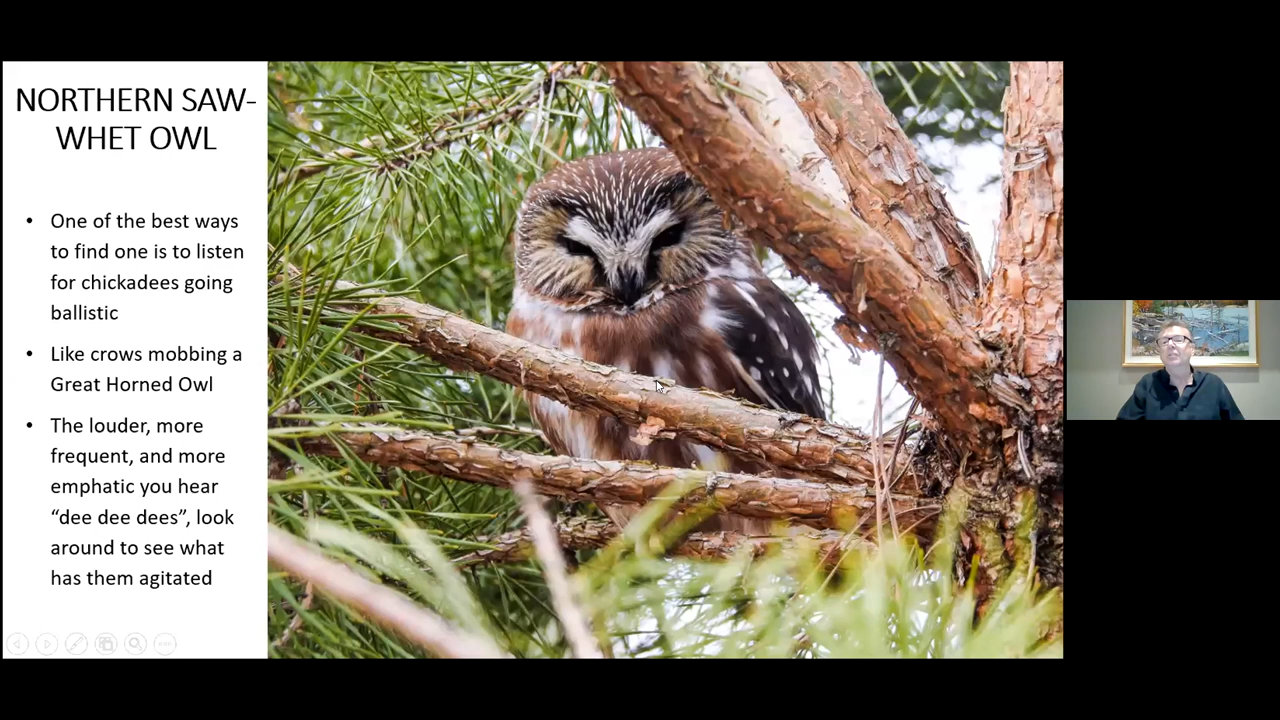 NORTHERN SAW-
WHET OWL
• One of the best ways
to find one is to listen
for chickadees going
ballistic
• Like crows mobbing a
Great Horned Owl
• The louder, more
frequent, and more
emphatic you hear
“dee dee dees”, look
around to see what
has them agitated